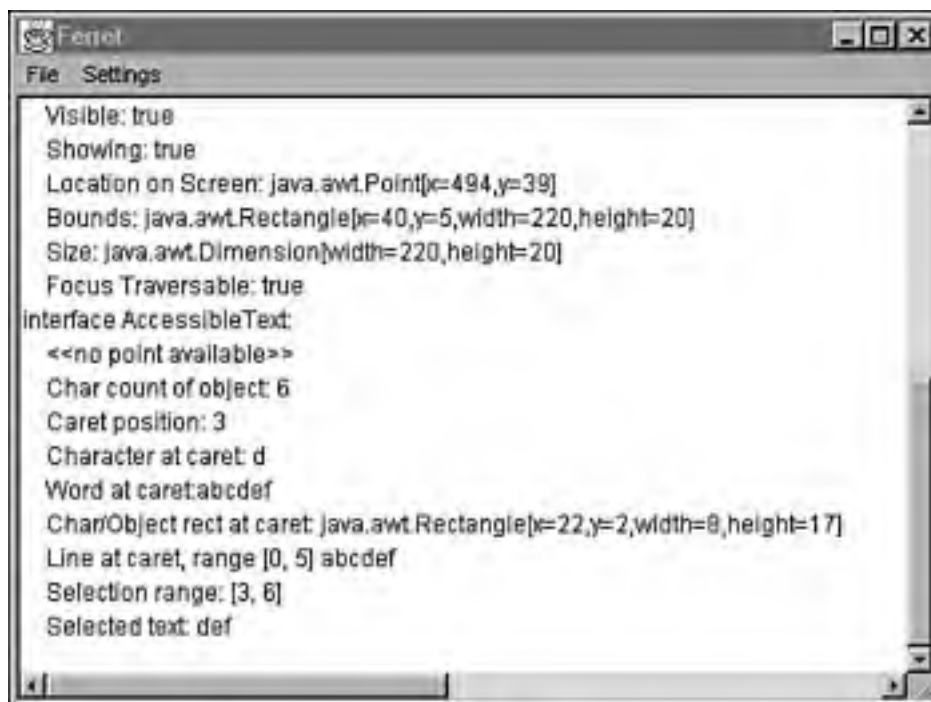 Ferret
File Settings
Visible: true
Showing: true
Location on Screen: java.awt.Point[x=494,y=39]
Bounds: java.awt.Rectangle[x=40,y=5,width=220,height=20]
Size: java.awt.Dimension[width=220,height=20]
Focus Traversable: true
interface AccessibleText:
<<no point available>>
Char count of object: 6
Caret position: 3
Character at caret: d
Word at caret:abcdef
Char/Object rect at caret: java.awt.Rectangle[x=22,y=2,width=8,height=17]
Line at caret, range [0, 5] abcdef
Selection range: [3, 6]
Selected text: def